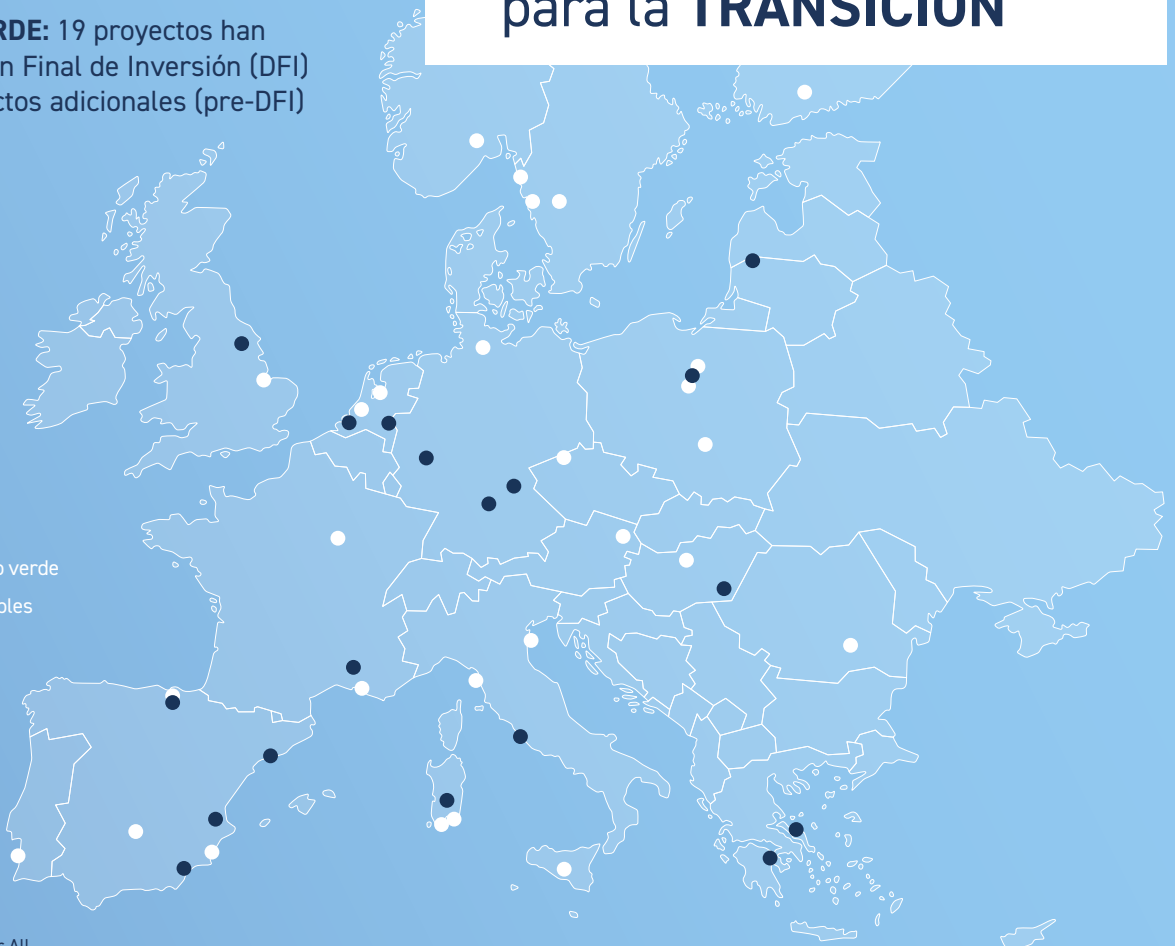 para la TRANSICIÓN
RDE: 19 proyectos han
n Final de Inversión (DFI)
ctos adicionales (pre-DFI)
o verde
bles